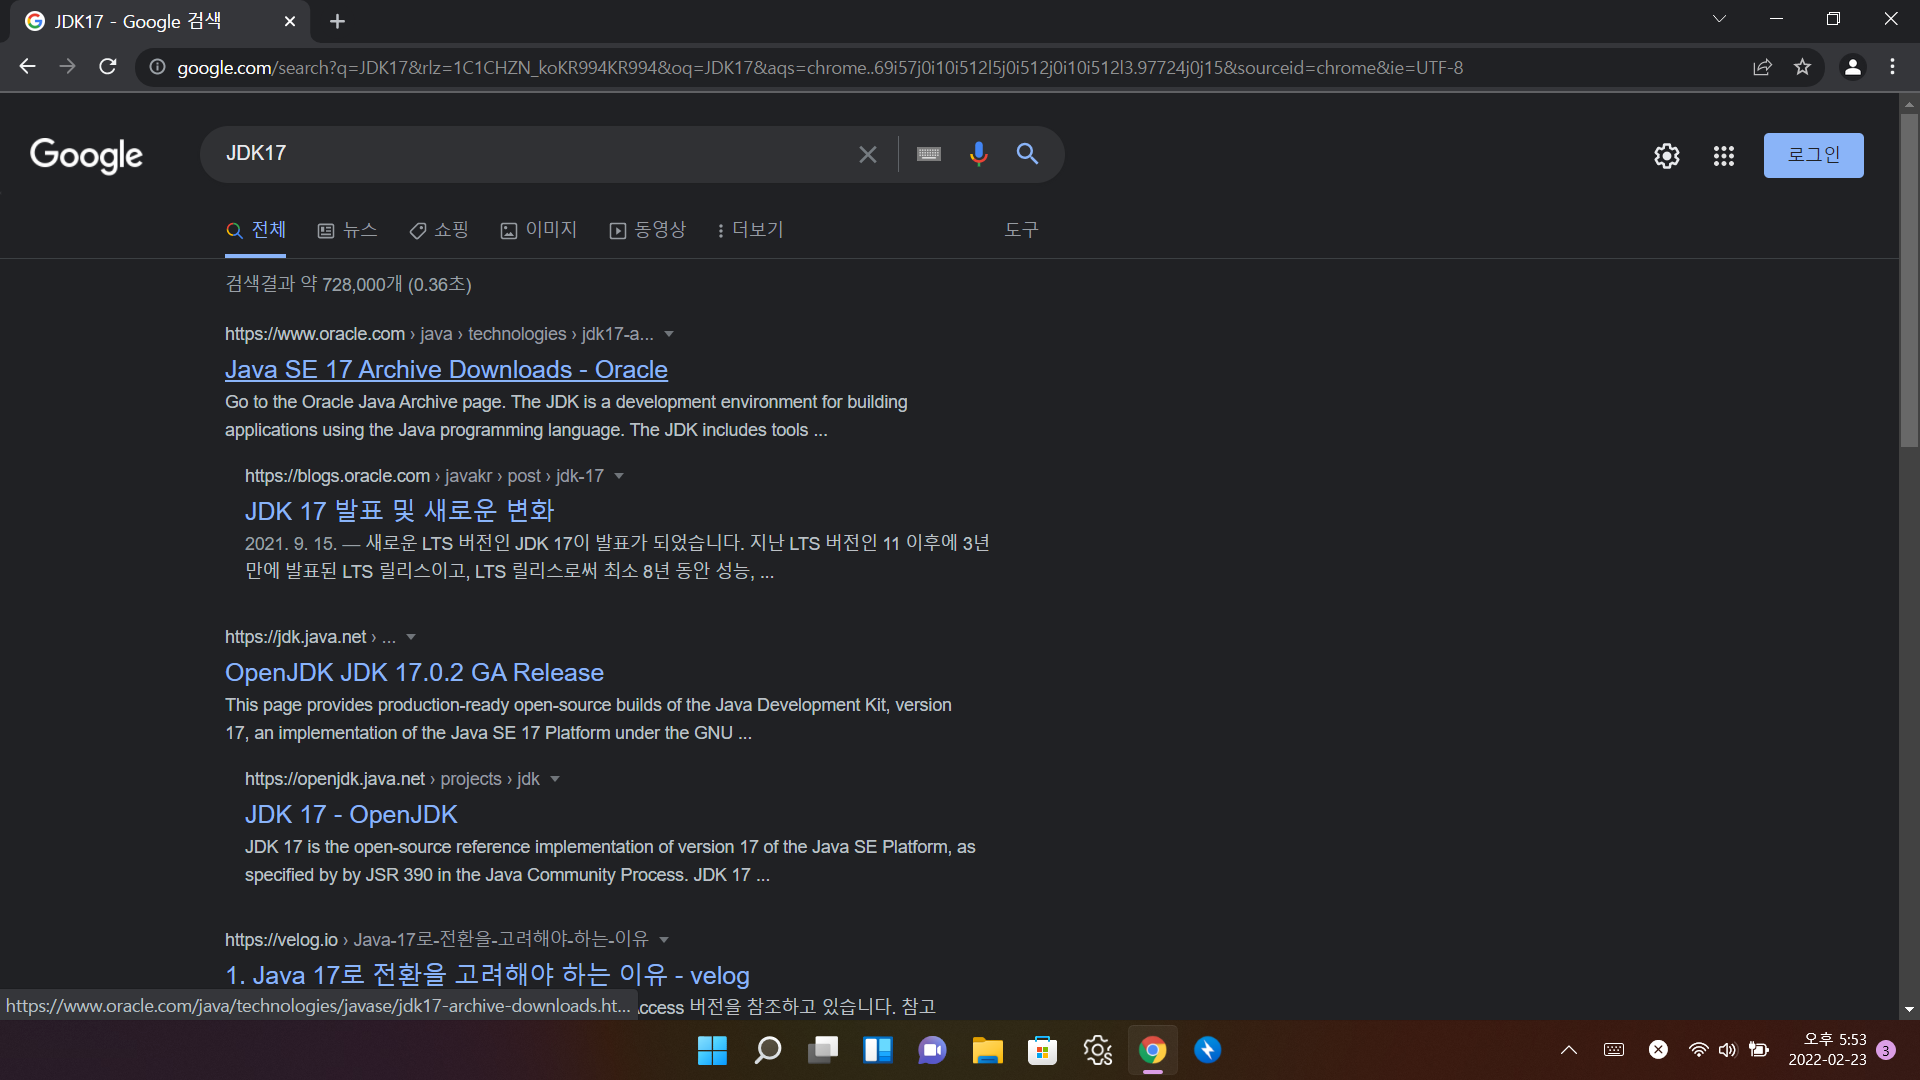 JDK17 - Google 검색
google.com/search?q=JDK17&rlz=1C1CHZN_koKR994KR994&oq=JDK17&aqs=chrome..69i57j0i10i512l5j0i512j0i10i512l3.97724j0j15&sourceid=chrome&ie=UTF-8
Google
JDK17
로그인
전체 뉴스 쇼핑 이미지 동영상 더보기 도구
검색결과 약 728,000개 (0.36초)
https://www.oracle.com › java › technologies › jdk17-a...
Java SE 17 Archive Downloads - Oracle
Go to the Oracle Java Archive page. The JDK is a development environment for building
applications using the Java programming language. The JDK includes tools ...
https://blogs.oracle.com › javakr › post › jdk-17
JDK 17 발표 및 새로운 변화
2021. 9. 15. — 새로운 LTS 버전인 JDK 17이 발표가 되었습니다. 지난 LTS 버전인 11 이후에 3년
만에 발표된 LTS 릴리스이고, LTS 릴리스로써 최소 8년 동안 성능, ...
https://jdk.java.net › ...
OpenJDK JDK 17.0.2 GA Release
This page provides production-ready open-source builds of the Java Development Kit, version
17, an implementation of the Java SE 17 Platform under the GNU ...
https://openjdk.java.net › projects › jdk
JDK 17 - OpenJDK
JDK 17 is the open-source reference implementation of version 17 of the Java SE Platform, as
specified by by JSR 390 in the Java Community Process. JDK 17 ...
https://velog.io › Java-17로-전환을-고려해야-하는-이유
1. Java 17로 전환을 고려해야 하는 이유 - velog
https://www.oracle.com/java/technologies/javase/jdk17-archive-downloads.ht... ccess 버전을 참조하고 있습니다. 참고
오후 5:53
2022-02-23
3